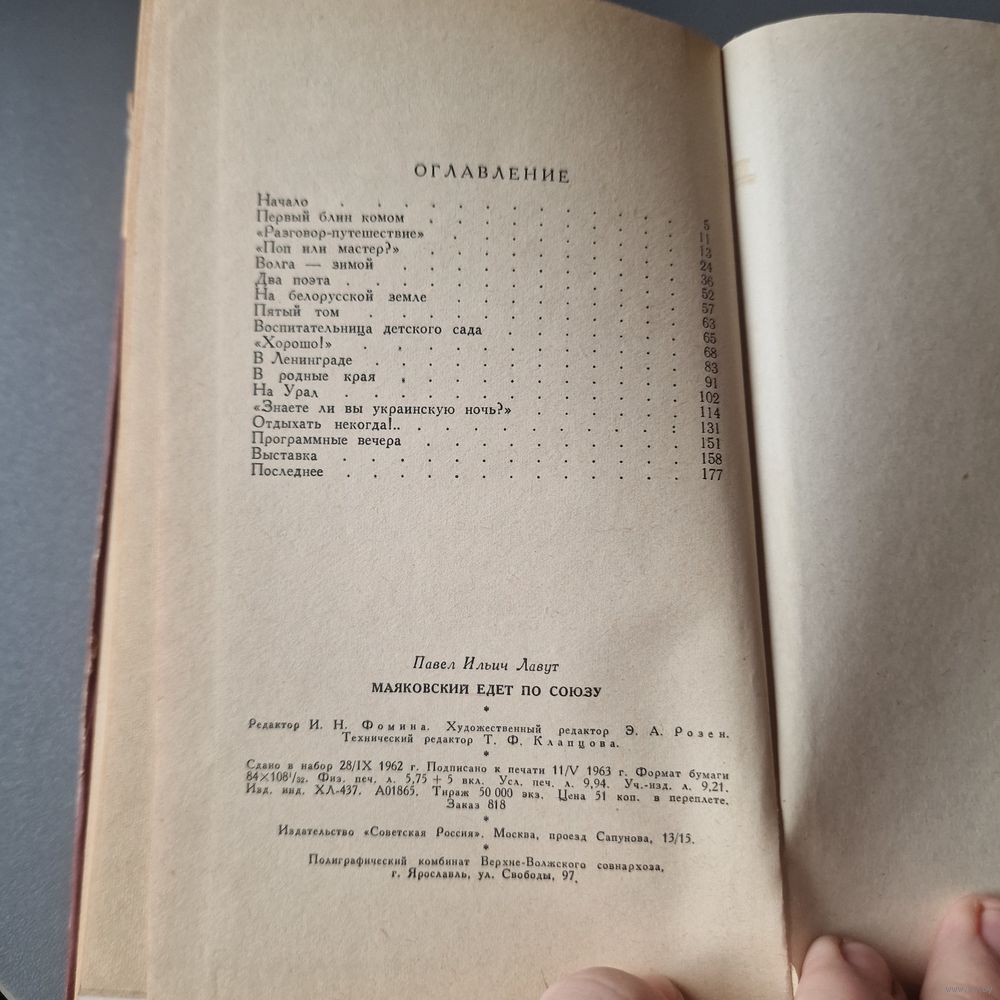 ОГЛАВЛЕНИЕ
Начало . . . . . . . . . . . . 5
Первый блин комом . . . . . . . . . 11
«Разговор-путешествие» . . . . . . . . 13
«Поп или мастер?» . . . . . . . . . 24
Волга — зимой . . . . . . . . . . 36
Два поэта . . . . . . . . . . . . 52
На белорусской земле . . . . . . . . 57
Пятый том . . . . . . . . . . . 63
Воспитательница детского сада . . . . . . 65
«Хорошо!» . . . . . . . . . . . 68
В Ленинграде . . . . . . . . . . . 83
В родные края . . . . . . . . . . 91
На Урал . . . . . . . . . . . . 102
«Знаете ли вы украинскую ночь?» . . . . . 114
Отдыхать некогда!.. . . . . . . . . . 131
Программные вечера . . . . . . . . . 151
Выставка . . . . . . . . . . . . 158
Последнее . . . . . . . . . . . . 177
Павел Ильич Лавут
МАЯКОВСКИЙ ЕДЕТ ПО СОЮЗУ
*
Редактор И. Н. Фомина. Художественный редактор Э. А. Розен.
Технический редактор Т. Ф. Клапцова.
*
Сдано в набор 28/IX 1962 г. Подписано к печати 11/V 1963 г. Формат бумаги
84×108¹/₃₂. Физ. печ. л. 5,75 + 5 вкл. Усл. печ. л. 9,94. Уч.-изд. л. 9,21.
Изд. инд. ХЛ-437. А01865. Тираж 50 000 экз. Цена 51 коп. в переплете.
Заказ 818
*
Издательство «Советская Россия». Москва, проезд Сапунова, 13/15.
*
Полиграфический комбинат Верхне-Волжского совнархоза,
г. Ярославль, ул. Свободы, 97.